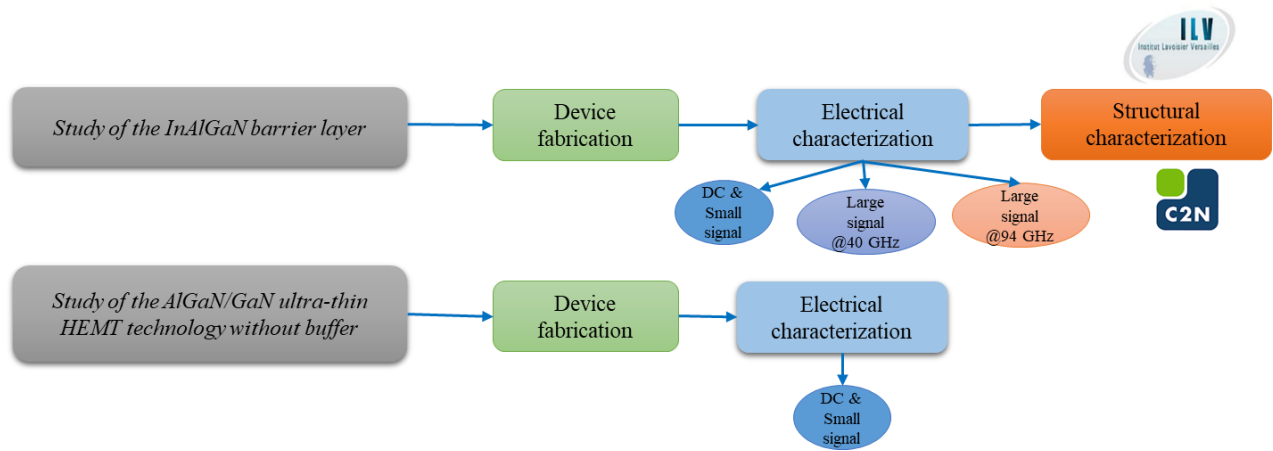 ILV
Institut Lavoisier Versailles
Study of the InAlGaN barrier layer
Device
fabrication
Electrical
characterization
Structural
characterization
DC &
Small
signal
Large
signal
@40 GHz
Large
signal
@94 GHz
C2N
Study of the AlGaN/GaN ultra-thin
HEMT technology without buffer
Device
fabrication
Electrical
characterization
DC &
Small
signal